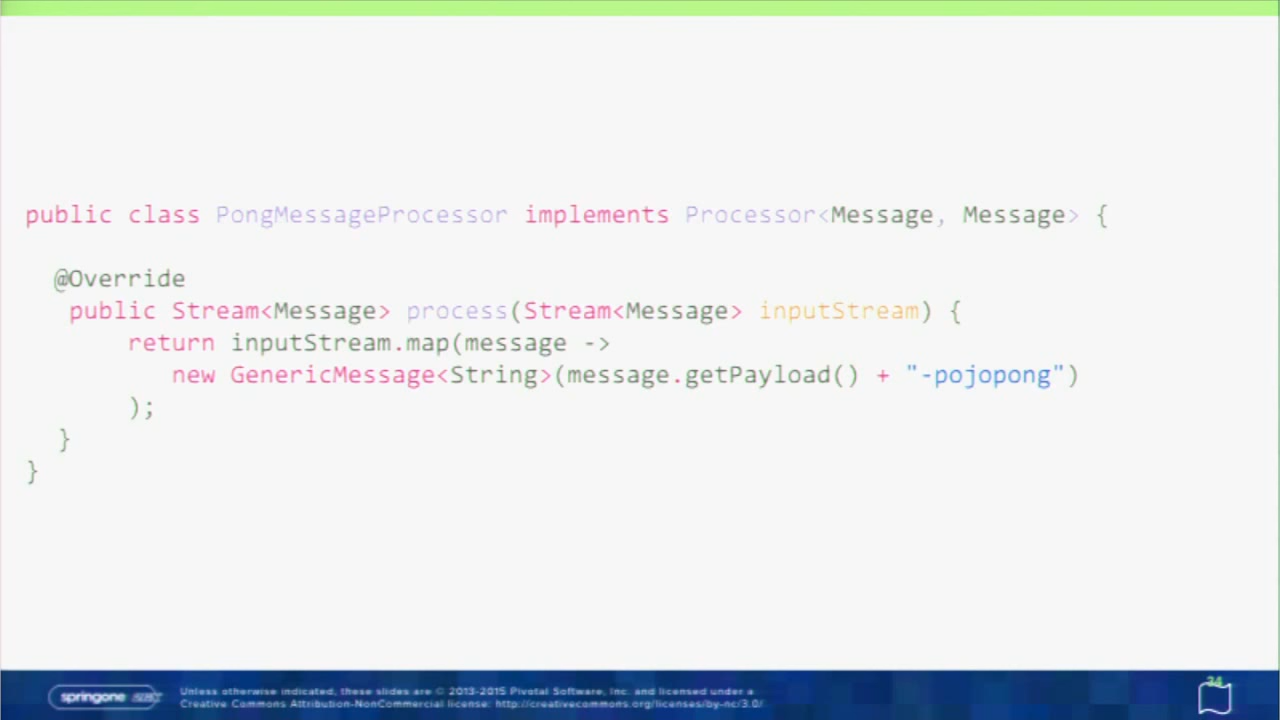 public class PongMessageProcessor implements Processor<Message, Message> {
@Override
public Stream<Message> process(Stream<Message> inputStream) {
return inputStream.map(message ->
new GenericMessage<String>(message.getPayload() + "-pojopong")
);
}
}
springone
Unless otherwise indicated, these slides are © 2013-2015 Pivotal Software, Inc. and licensed under a
Creative Commons Attribution-NonCommercial license: http://creativecommons.org/licenses/by-nc/3.0/